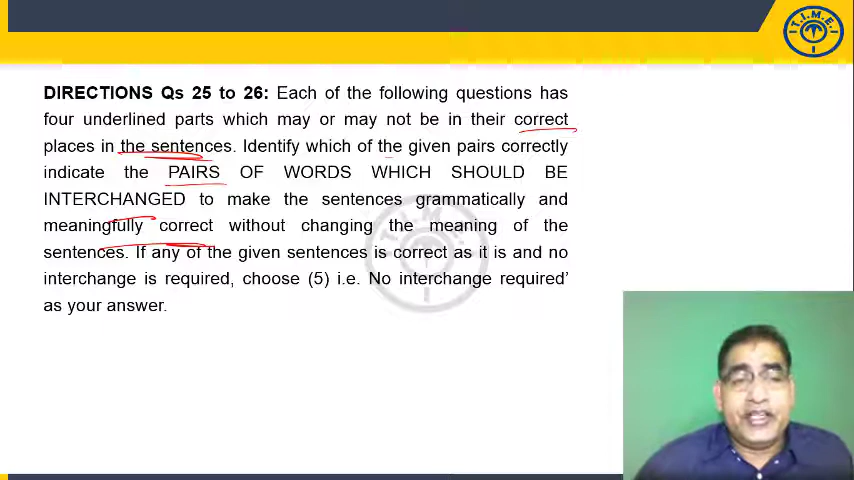 T.I.M.E.
DIRECTIONS Qs 25 to 26: Each of the following questions has
four underlined parts which may or may not be in their correct
places in the sentences. Identify which of the given pairs correctly
indicate the PAIRS OF WORDS WHICH SHOULD BE
INTERCHANGED to make the sentences grammatically and
meaningfully correct without changing the meaning of the
sentences. If any of the given sentences is correct as it is and no
interchange is required, choose (5) i.e. No interchange required’
as your answer.